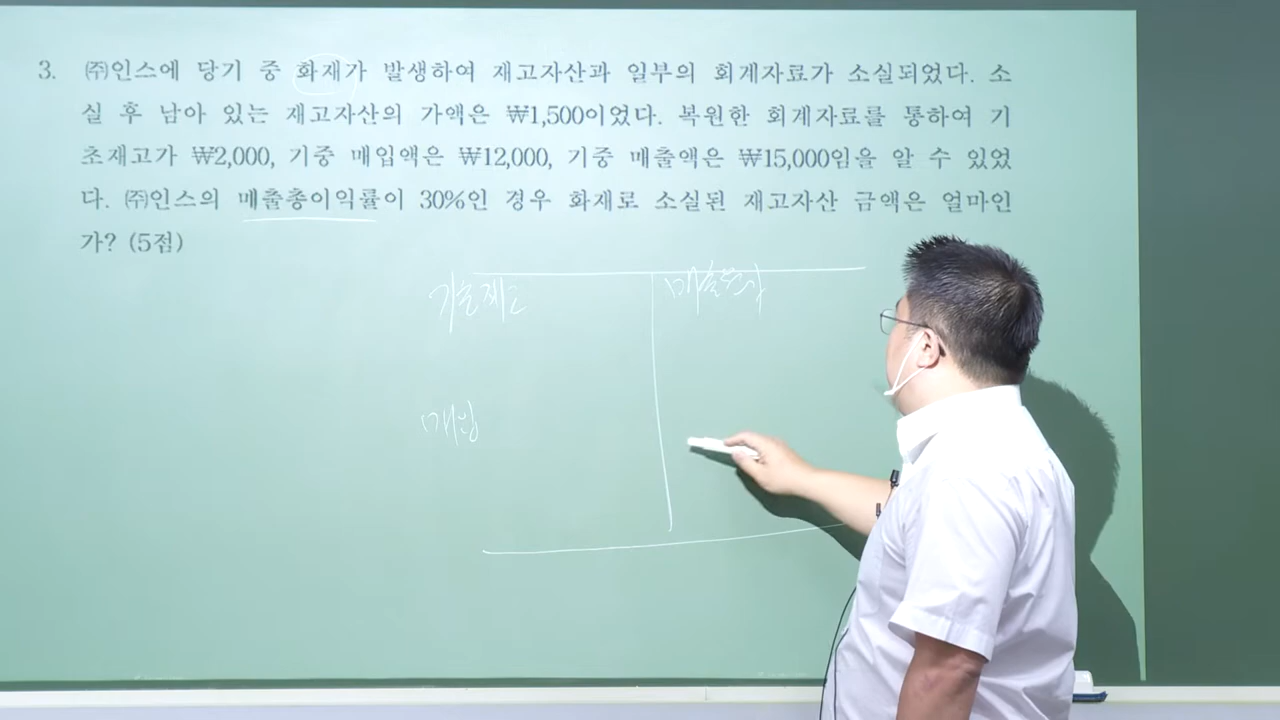 3. ㈜인스에 당기 중 화재가 발생하여 재고자산과 일부의 회계자료가 소실되었다. 소
실 후 남아 있는 재고자산의 가액은 ₩1,500이었다. 복원한 회계자료를 통하여 기
초재고가 ₩2,000, 기중 매입액은 ₩12,000, 기중 매출액은 ₩15,000임을 알 수 있었
다. ㈜인스의 매출총이익률이 30%인 경우 화재로 소실된 재고자산 금액은 얼마인
가? (5점)
기초재고 매출원가
매입